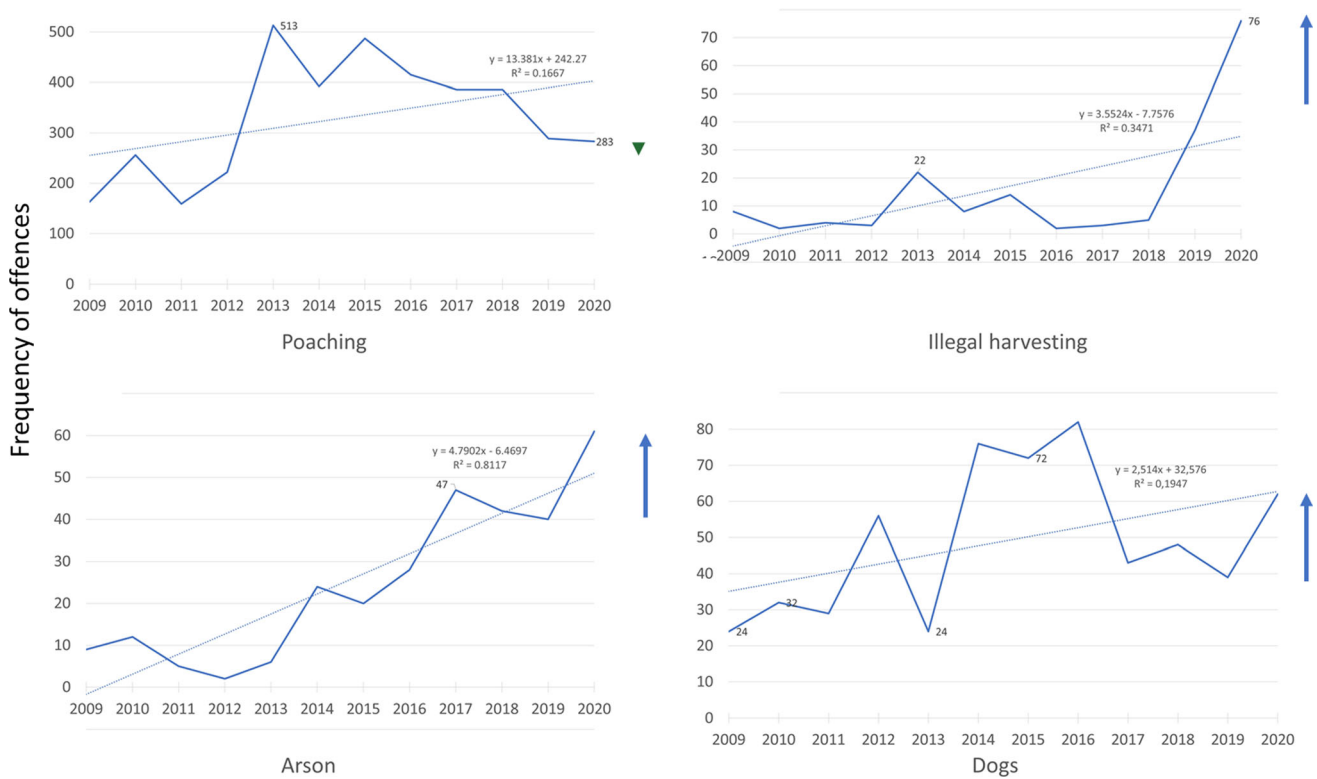 Frequency of offences
500
400
300
200
100
0
513
283
y = 13.381x + 242.27
R² = 0.1667
2009 2010 2011 2012 2013 2014 2015 2016 2017 2018 2019 2020
Poaching
70
60
50
40
30
20
10
0
22
76
y = 3.5524x - 7.7576
R² = 0.3471
2009 2010 2011 2012 2013 2014 2015 2016 2017 2018 2019 2020
Illegal harvesting
60
50
40
30
20
10
0
47
y = 4.7902x - 6.4697
R² = 0.8117
2009 2010 2011 2012 2013 2014 2015 2016 2017 2018 2019 2020
Arson
80
70
60
50
40
30
20
10
0
24
32
24
72
y = 2,514x + 32,576
R² = 0,1947
2009 2010 2011 2012 2013 2014 2015 2016 2017 2018 2019 2020
Dogs